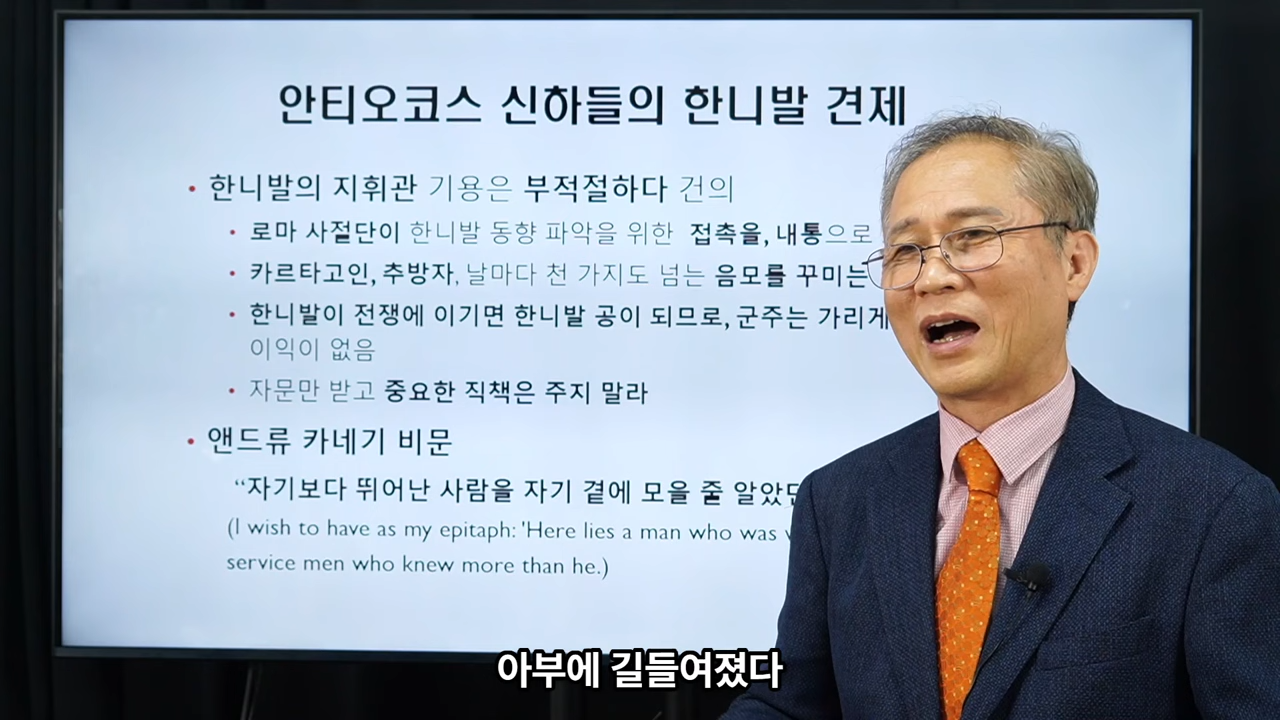 안티오코스 신하들의 한니발 견제
• 한니발의 지휘관 기용은 부적절하다 건의
• 로마 사절단이 한니발 동향 파악을 위한 접촉을, 내통으로
• 카르타고인, 추방자, 날마다 천 가지도 넘는 음모를 꾸미는
• 한니발이 전쟁에 이기면 한니발 공이 되므로, 군주는 가리게
이익이 없음
• 자문만 받고 중요한 직책은 주지 말라
• 앤드류 카네기 비문
“자기보다 뛰어난 사람을 자기 곁에 모을 줄 알았던
(I wish to have as my epitaph: 'Here lies a man who was
service men who knew more than he.)
아부에 길들여졌다